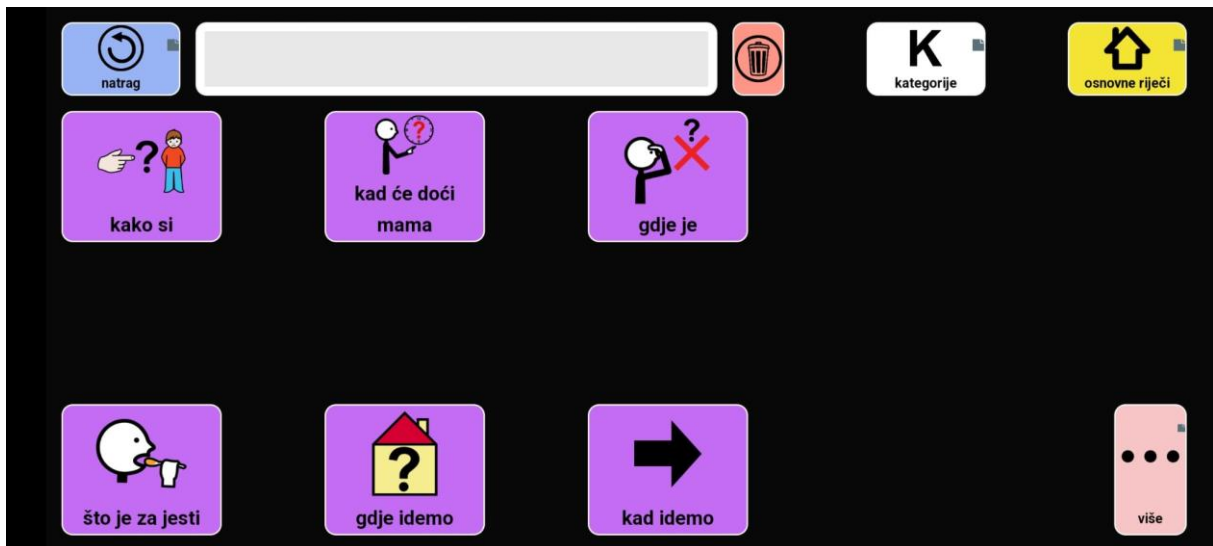 natrag
K
kategorije
osnovne riječi
?
kako si
?
kad će doći
mama
?
gdje je
što je za jesti
?
gdje idemo
kad idemo
više